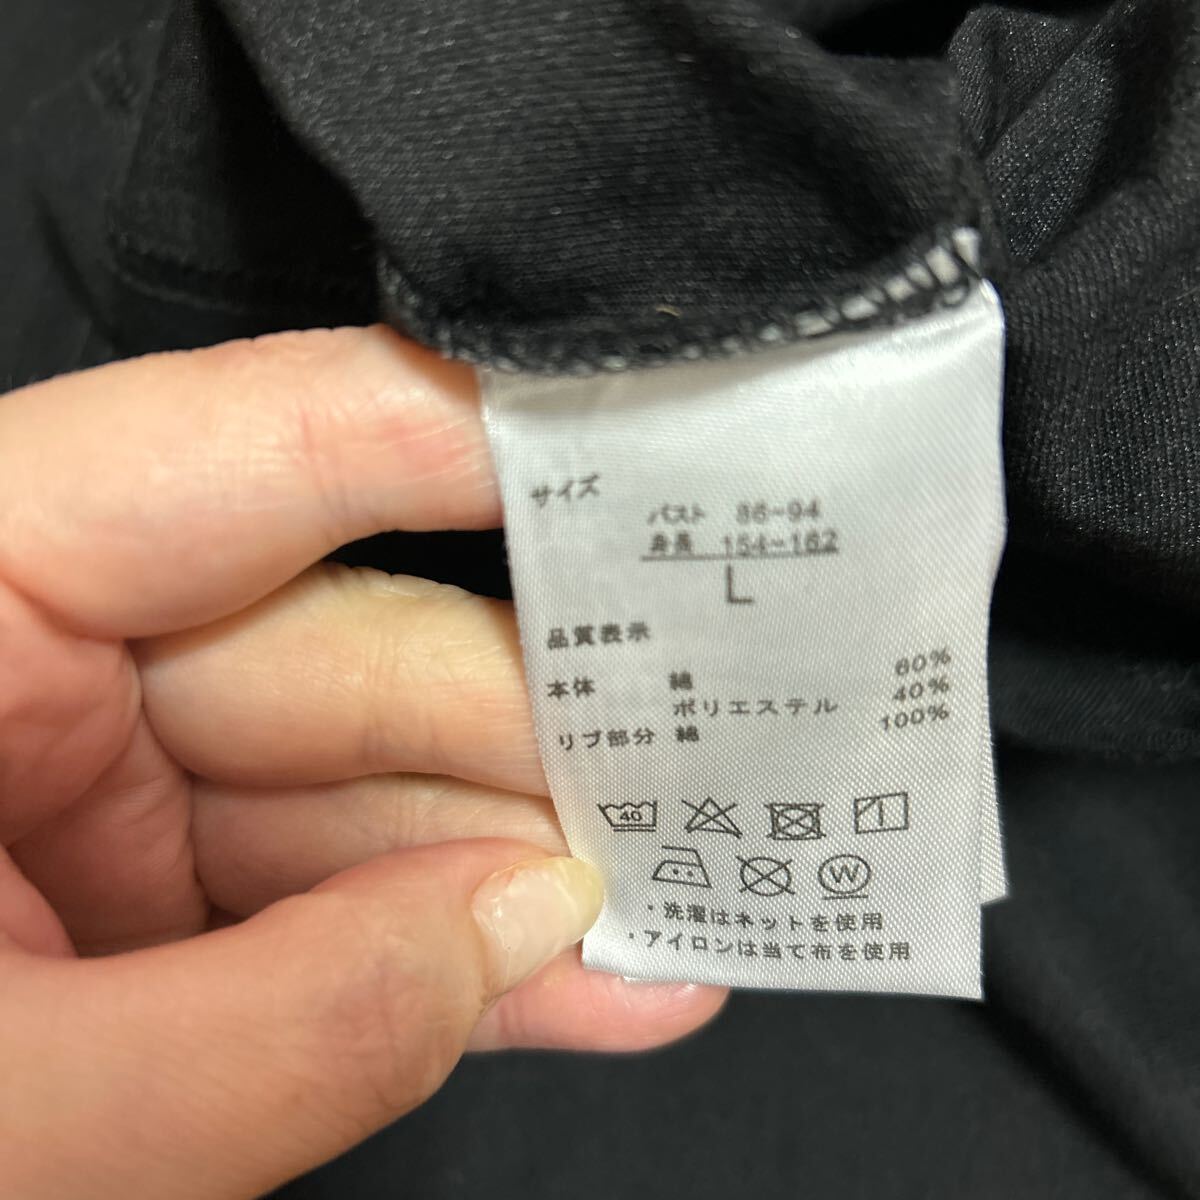 サイズ
バスト 86-94
身長 154-162
L
品質表示
本体 綿 60%
ポリエステル 40%
リブ部分 綿 100%
40
W
・洗濯はネットを使用
・アイロンは当て布を使用